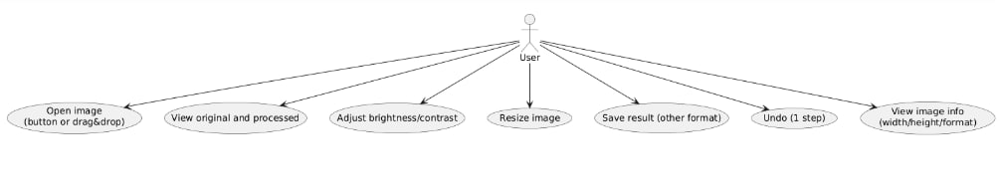 User
Open image
(button or drag&drop)
View original and processed
Adjust brightness/contrast
Resize image
Save result (other format)
Undo (1 step)
View image info
(width/height/format)